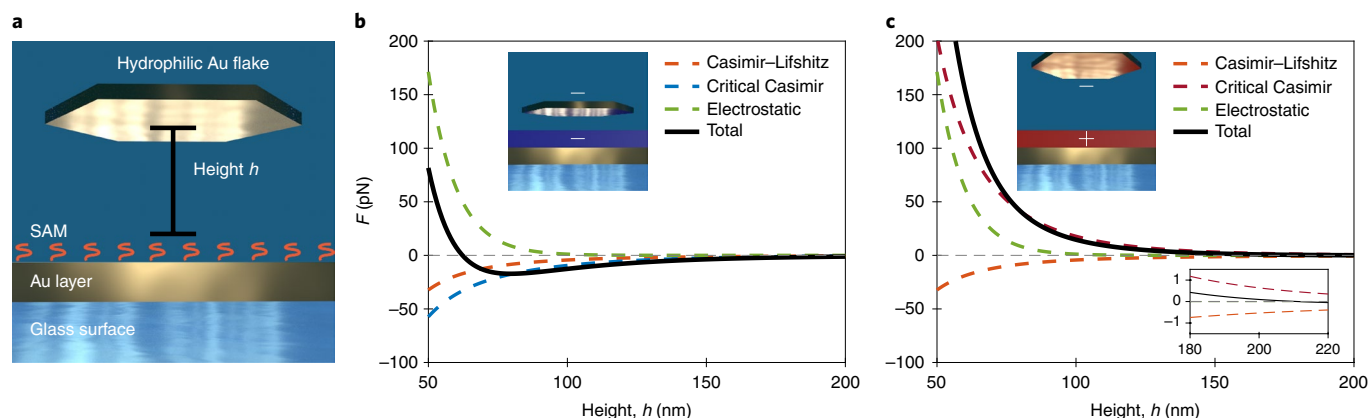 a
Hydrophilic Au flake
Height h
SAM
Au layer
Glass surface
b
200
150
100
50
0
−50
−100
F (pN)
50
100
150
200
Height, h (nm)
Casimir–Lifshitz
Critical Casimir
Electrostatic
Total
−
−
c
200
150
100
50
0
−50
−100
50
100
150
200
Height, h (nm)
Casimir–Lifshitz
Critical Casimir
Electrostatic
Total
−
+
1
0
−1
180
200
220